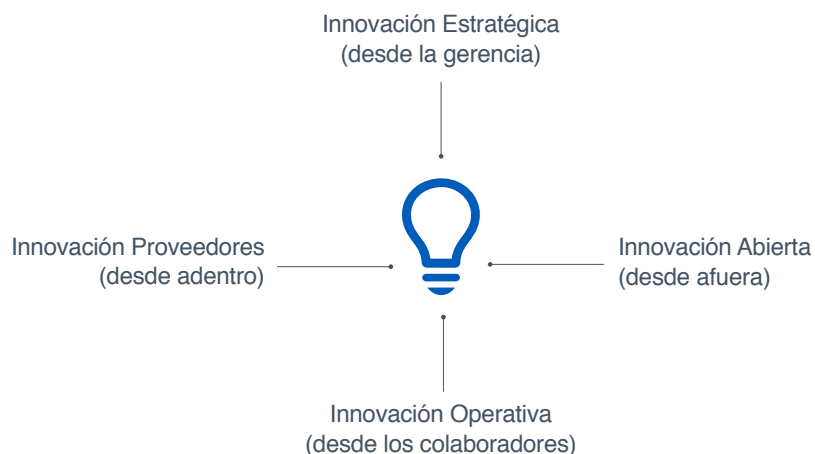 Innovación Estratégica
(desde la gerencia)
Innovación Proveedores
(desde adentro)
Innovación Abierta
(desde afuera)
Innovación Operativa
(desde los colaboradores)